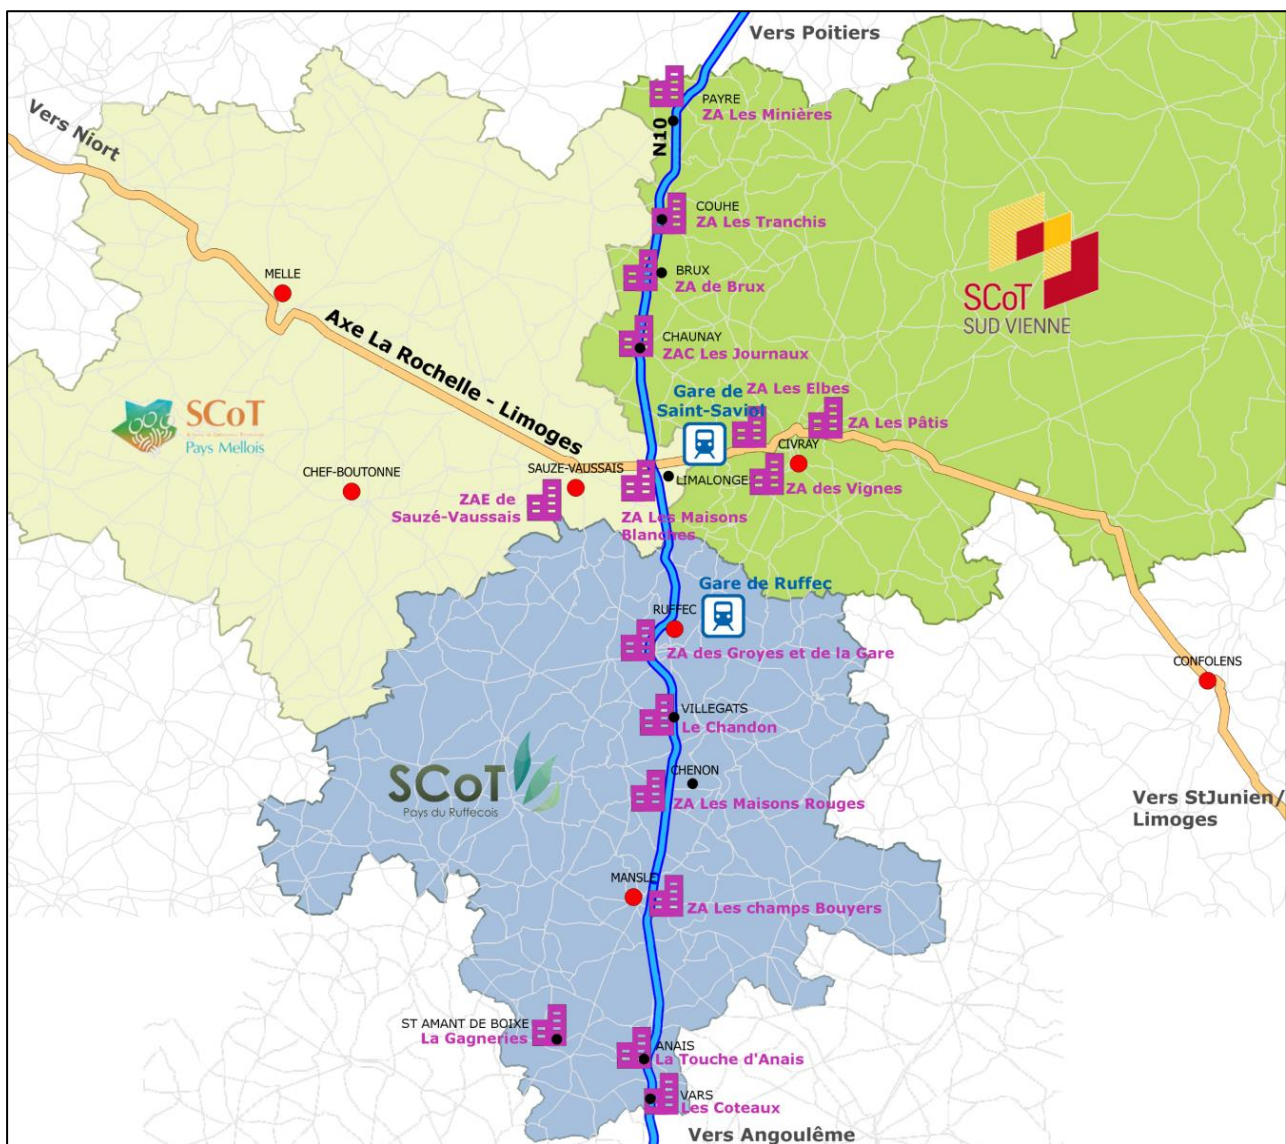 Vers Poitiers
PAYRE
ZA Les Minières
N10
Vers Niort
COUHE
ZA Les Tranchis
BRUX
ZA de Brux
MELLE
SCoT
SUD VIENNE
Axe La Rochelle - Limoges
CHAUNAY
ZAC Les Journaux
Gare de
Saint-Saviol
ZA Les Elbes
ZA Les Pâtis
SCoT
Pays Mellois
CIVRAY
CHEF-BOUTONNE
SAUZE-VAUSSAIS
LIMALONGE
ZA des Vignes
ZAE de
Sauzé-Vaussais
ZA Les Maisons
Blanches
Gare de Ruffec
RUFFEC
ZA des Groyes et de la Gare
CONFOLENS
VILLEGATS
Le Chandon
SCoT
Pays du Ruffecois
CHENON
ZA Les Maisons Rouges
Vers StJunien/
Limoges
MANSLE
ZA Les champs Bouyers
ST AMANT DE BOIXE
La Gagneries
ANAIS
La Touche d'Anais
VARS
Les Coteaux
Vers Angoulême